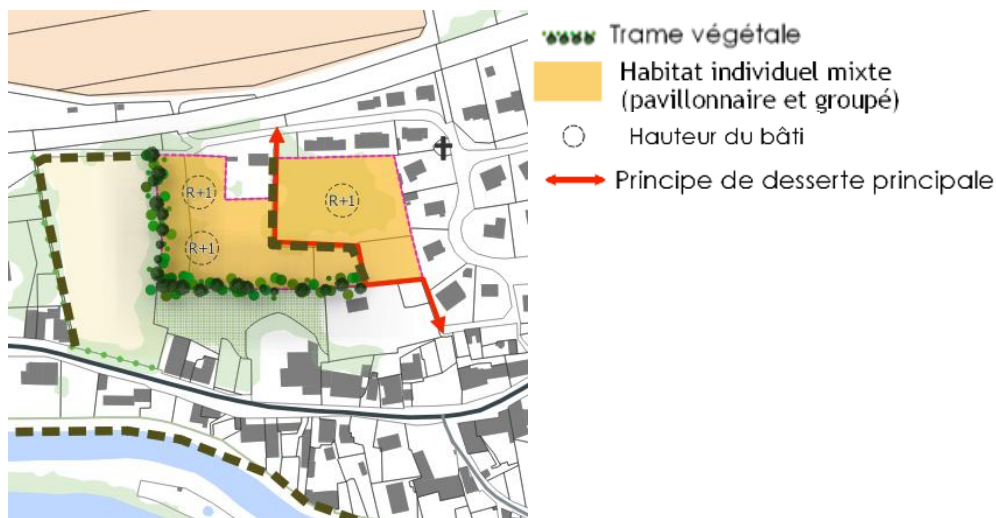 Trame végétale
Habitat individuel mixte
(pavillonnaire et groupé)
Hauteur du bâti
Principe de desserte principale
R+1
R+1
R+1